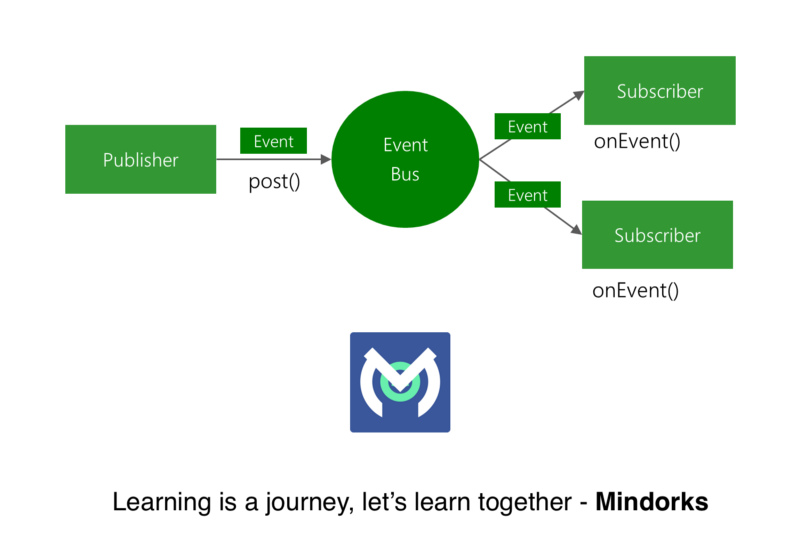 Publisher
Event
post()
Event
Bus
Event
Subscriber
onEvent()
Event
Subscriber
onEvent()
Learning is a journey, let’s learn together - Mindorks